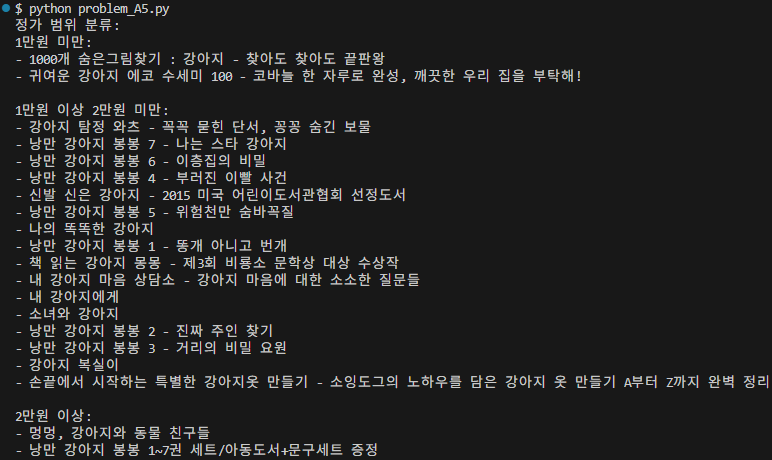 $ python problem_A5.py
정가 범위 분류:
1만원 미만:
- 1000개 숨은그림찾기 : 강아지 - 찾아도 찾아도 끝판왕
- 귀여운 강아지 에코 수세미 100 - 코바늘 한 자루로 완성, 깨끗한 우리 집을 부탁해!
1만원 이상 2만원 미만:
- 강아지 탐정 와츠 - 꼭꼭 묻힌 단서, 꽁꽁 숨긴 보물
- 낭만 강아지 봉봉 7 - 나는 스타 강아지
- 낭만 강아지 봉봉 6 - 이층집의 비밀
- 낭만 강아지 봉봉 4 - 부러진 이빨 사건
- 신발 신은 강아지 - 2015 미국 어린이도서관협회 선정도서
- 낭만 강아지 봉봉 5 - 위험천만 숨바꼭질
- 나의 똑똑한 강아지
- 낭만 강아지 봉봉 1 - 똥개 아니고 번개
- 책 읽는 강아지 몽몽 - 제3회 비룡소 문학상 대상 수상작
- 내 강아지 마음 상담소 - 강아지 마음에 대한 소소한 질문들
- 내 강아지에게
- 소녀와 강아지
- 낭만 강아지 봉봉 2 - 진짜 주인 찾기
- 낭만 강아지 봉봉 3 - 거리의 비밀 요원
- 강아지 복실이
- 손끝에서 시작하는 특별한 강아지옷 만들기 - 소잉도그의 노하우를 담은 강아지 옷 만들기 A부터 Z까지 완벽 정리
2만원 이상:
- 멍멍, 강아지와 동물 친구들
- 낭만 강아지 봉봉 1~7권 세트/아동도서+문구세트 증정